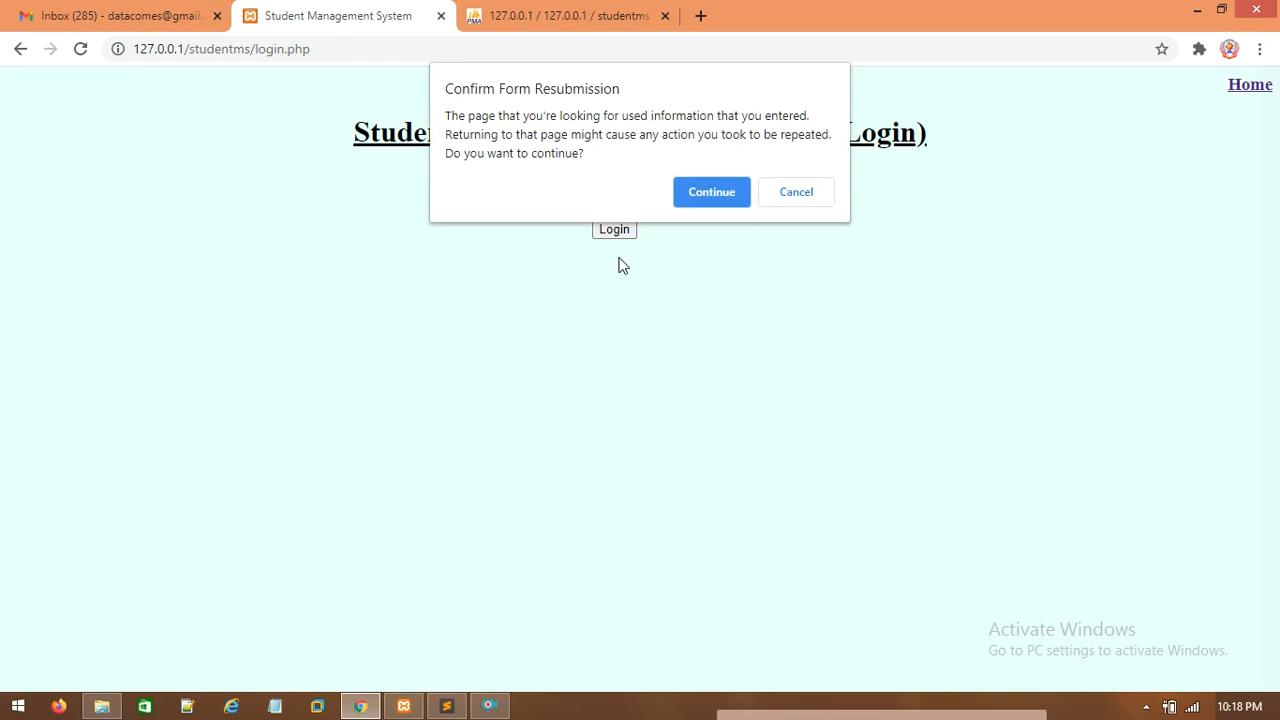 Inbox (285) - datacomes@gmail.
Student Management System
127.0.0.1 / 127.0.0.1 / studentms
127.0.0.1/studentms/login.php
Home
Confirm Form Resubmission
The page that you're looking for used information that you entered.
Returning to that page might cause any action you took to be repeated.
Do you want to continue?
Continue
Cancel
Login)
Login
Activate Windows
Go to PC settings to activate Windows.
10:18 PM